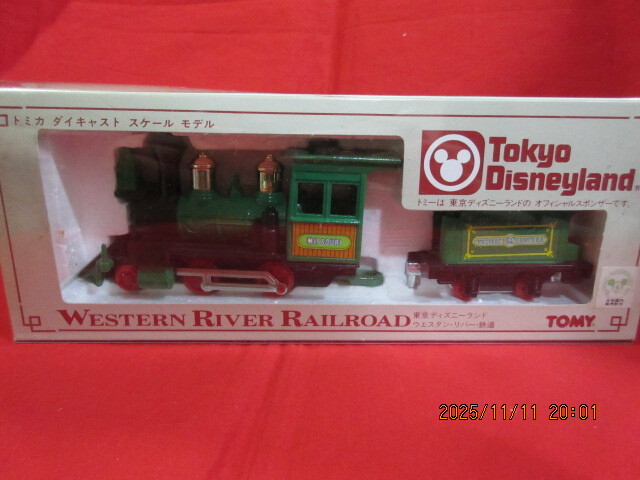 トミカ ダイキャスト スケール モデル
Tokyo
Disneyland®
トミーは 東京ディズニーランドの オフィシャルスポンサーです。
WESTERN RIVER RAILROAD
東京ディズニーランド
ウェスタン・リバー・鉄道
TOMY
2025/11/11 20:01